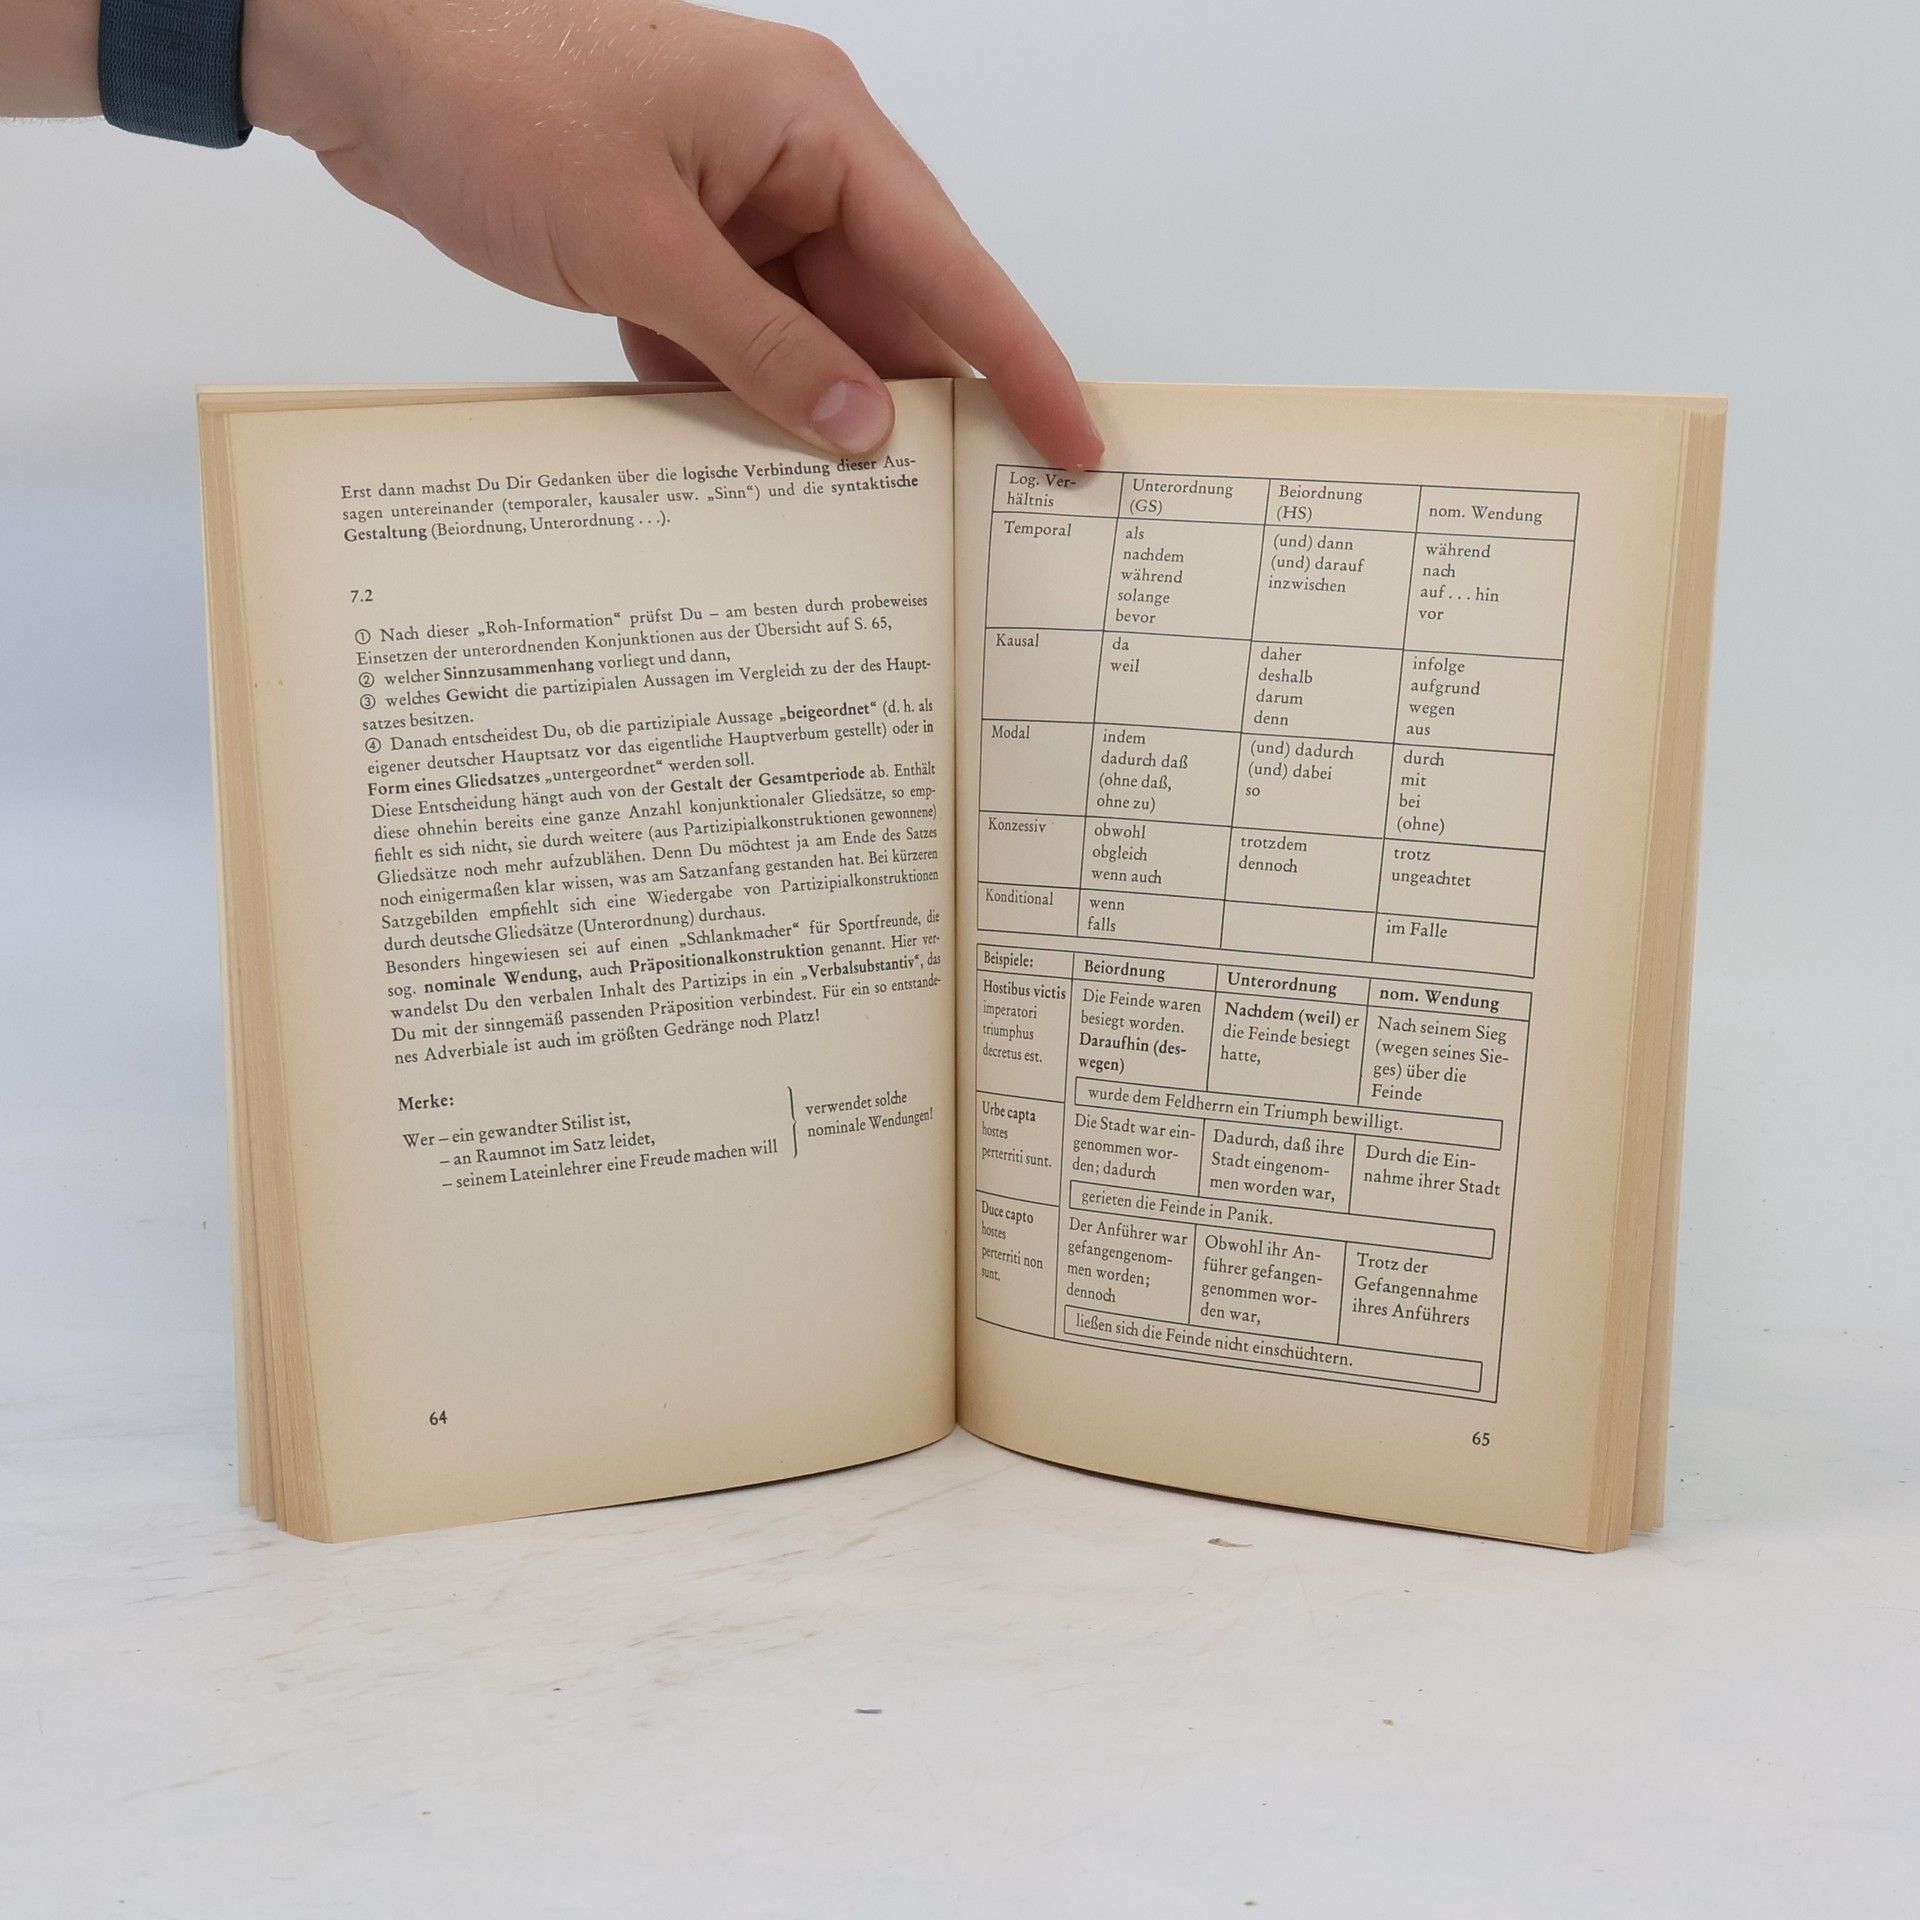 Erst dann machst Du Dir Gedanken über die logische Verbindung dieser Aus-
sagen untereinander (temporaler, kausaler usw. „Sinn“) und die syntaktische
Gestaltung (Beiordnung, Unterordnung . . .).
7.2
① Nach dieser „Roh-Information“ prüfst Du – am besten durch probeweises
Einsetzen der unterordnenden Konjunktionen aus der Übersicht auf S. 65,
② welcher Sinnzusammenhang vorliegt und dann,
③ welches Gewicht die partizipialen Aussagen im Vergleich zu der des Haupt-
satzes besitzen.
④ Danach entscheidest Du, ob die partizipiale Aussage „beigeordnet“ (d. h. als
eigener deutscher Hauptsatz vor das eigentliche Hauptverbum gestellt) oder in
Form eines Gliedsatzes „untergeordnet“ werden soll.
Diese Entscheidung hängt auch von der Gestalt der Gesamtperiode ab. Enthält
diese ohnehin bereits eine ganze Anzahl konjunktionaler Gliedsätze, so emp-
fiehlt es sich nicht, sie durch weitere (aus Partizipialkonstruktionen gewonnene)
Gliedsätze noch mehr aufzublähen. Denn Du möchtest ja am Ende des Satzes
noch einigermaßen klar wissen, was am Satzanfang gestanden hat. Bei kürzeren
Satzgebilden empfiehlt sich eine Wiedergabe von Partizipialkonstruktionen
durch deutsche Gliedsätze (Unterordnung) durchaus.
Besonders hingewiesen sei auf einen „Schlankmacher“ für Sportfreunde, die
sog. nominale Wendung, auch Präpositionalkonstruktion genannt. Hier ver-
wandelst Du den verbalen Inhalt des Partizips in ein „Verbalsubstantiv“, das
Du mit der sinngemäß passenden Präposition verbindest. Für ein so entstande-
nes Adverbiale ist auch im größten Gedränge noch Platz!
Merke:
Wer – ein gewandter Stilist ist,
– an Raumnot im Satz leidet,
– seinem Lateinlehrer eine Freude machen will
verwendet solche
nominale Wendungen!
64
Log. Ver-
hältnis
Unterordnung
(GS)
Beiordnung
(HS)
nom. Wendung
Temporal
als
nachdem
während
solange
bevor
(und) dann
(und) darauf
inzwischen
während
nach
auf . . . hin
vor
Kausal
da
weil
daher
deshalb
darum
denn
infolge
aufgrund
wegen
aus
Modal
indem
dadurch daß
(ohne daß,
ohne zu)
(und) dadurch
(und) dabei
so
durch
mit
bei
(ohne)
Konzessiv
obwohl
obgleich
wenn auch
trotzdem
dennoch
trotz
ungeachtet
Konditional
wenn
falls
im Falle
Beispiele:
Beiordnung
Unterordnung
nom. Wendung
Hostibus victis
imperatori
triumphus
decretus est.
Die Feinde waren
besiegt worden.
Daraufhin (des-
wegen)
Nachdem (weil) er
die Feinde besiegt
hatte,
Nach seinem Sieg
(wegen seines Sie-
ges) über die
Feinde
wurde dem Feldherrn ein Triumph bewilligt.
Urbe capta
hostes
perterriti sunt.
Die Stadt war ein-
genommen wor-
den; dadurch
Dadurch, daß ihre
Stadt eingenom-
men worden war,
Durch die Ein-
nahme ihrer Stadt
gerieten die Feinde in Panik.
Duce capto
hostes
perterriti non
sunt.
Der Anführer war
gefangengenom-
men worden;
dennoch
Obwohl ihr An-
führer gefangen-
genommen wor-
den war,
Trotz der
Gefangennahme
ihres Anführers
ließen sich die Feinde nicht einschüchtern.
65